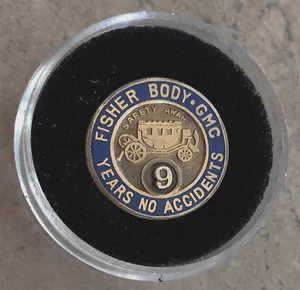 FISHER BODY • GMC
SAFETY AWARD
9
YEARS NO ACCIDENTS